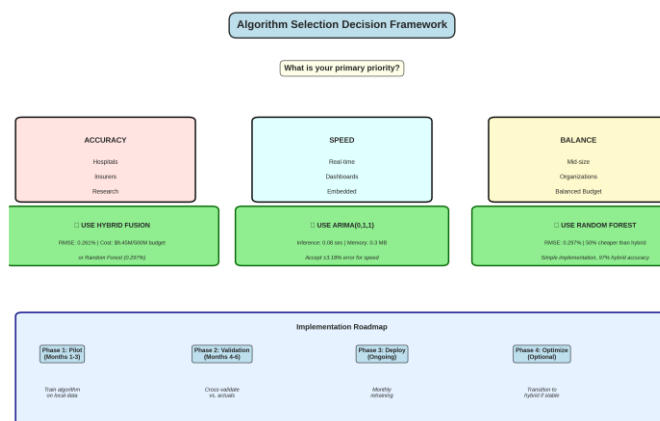 Algorithm Selection Decision Framework
What is your primary priority?
ACCURACY
Hospitals
Insurers
Research
SPEED
Real-time
Dashboards
Embedded
BALANCE
Mid-size
Organizations
Balanced Budget
USE HYBRID FUSION
RMSE: 0.261% | Cost: $9.45M/500M budget
or Random Forest (0.297%)
USE ARIMA(0,1,1)
Inference: 0.08 sec | Memory: 0.3 MB
Accept ±3.18% error for speed
USE RANDOM FOREST
RMSE: 0.297% | 50% cheaper than hybrid
Simple implementation, 97% hybrid accuracy
Implementation Roadmap
Phase 1: Pilot
(Months 1-3)
Phase 2: Validation
(Months 4-6)
Phase 3: Deploy
(Ongoing)
Phase 4: Optimize
(Optional)
Train algorithm
on local data
Cross-validate
vs. actuals
Monthly
retraining
Transition to
hybrid if stable